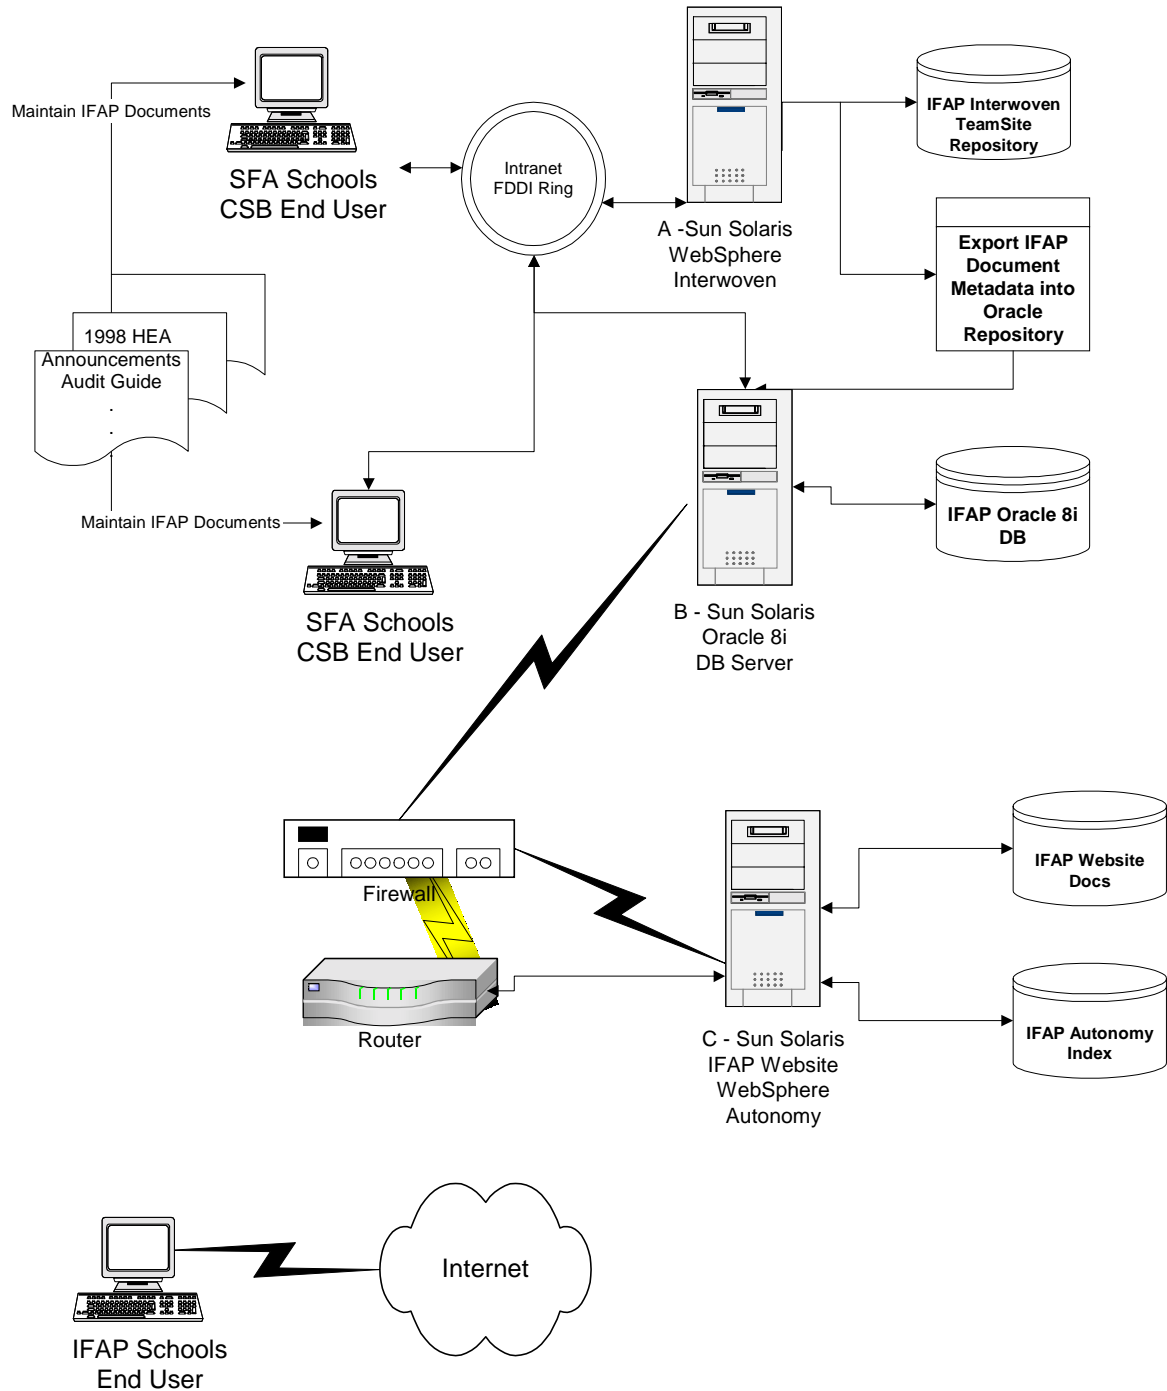 Maintain IFAP Documents
SFA Schools
CSB End User
Intranet
FDDI Ring
A -Sun Solaris
WebSphere
Interwoven
IFAP Interwoven
TeamSite
Repository
Export IFAP
Document
Metadata into
Oracle
Repository
1998 HEA
Announcements
Audit Guide
.
.
.
Maintain IFAP Documents
SFA Schools
CSB End User
B - Sun Solaris
Oracle 8i
DB Server
IFAP Oracle 8i
DB
Firewall
Router
C - Sun Solaris
IFAP Website
WebSphere
Autonomy
IFAP Website
Docs
IFAP Autonomy
Index
Internet
IFAP Schools
End User